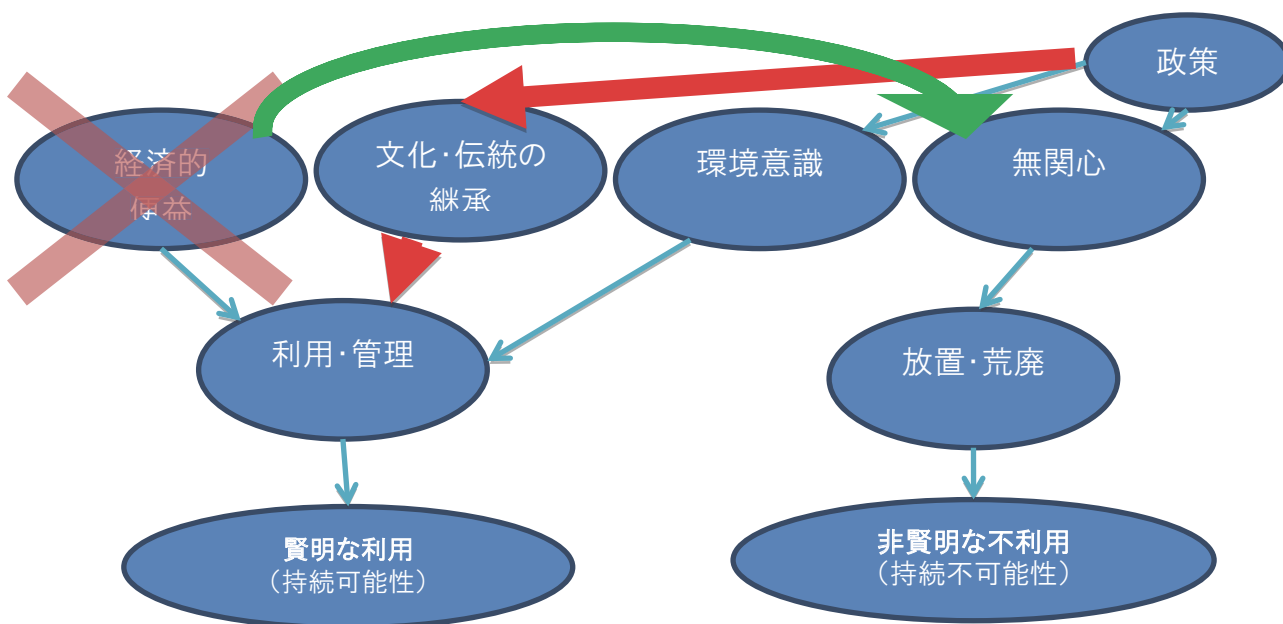 政策
経済的
文化・伝統の
継承
環境意識
無関心
利用・管理
放置・荒廃
賢明な利用
（持続可能性）
非賢明な不利用
（持続不可能性）